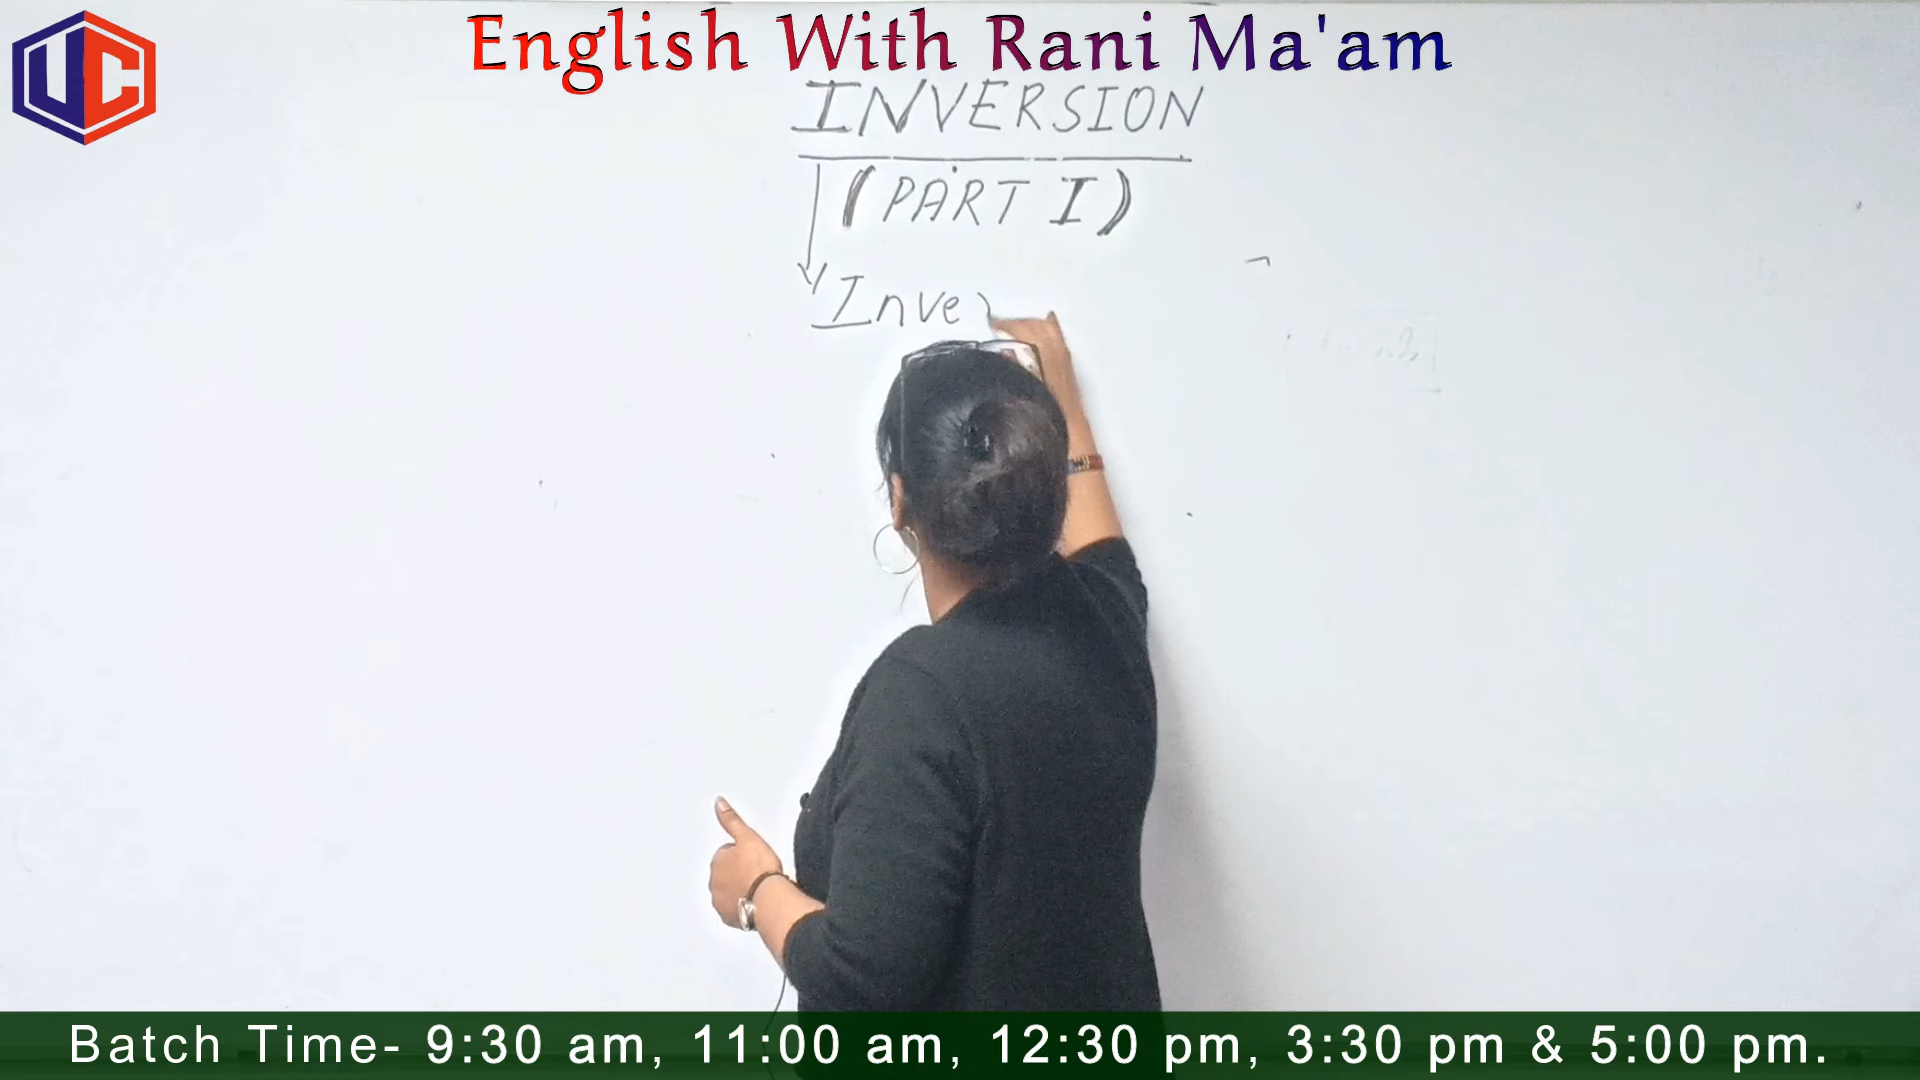 UC
English With Rani Ma'am
INVERSION
(PART I)
Inver
Batch Time- 9:30 am, 11:00 am, 12:30 pm, 3:30 pm & 5:00 pm.